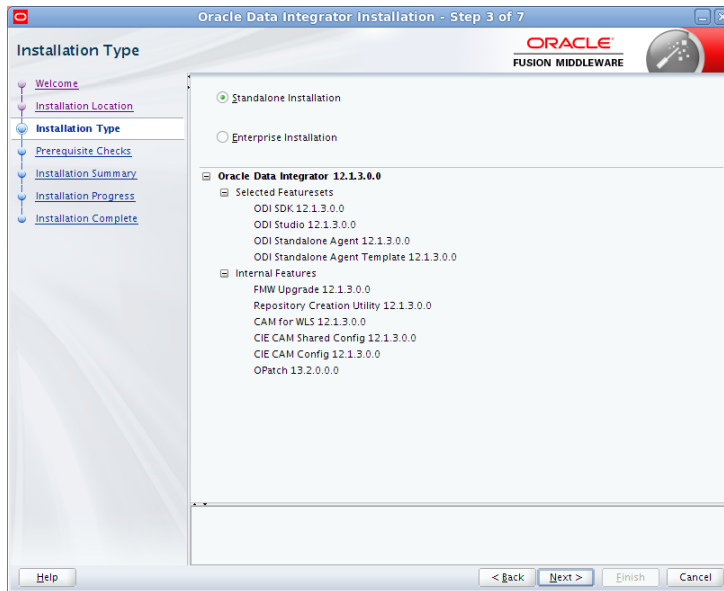 Oracle Data Integrator Installation - Step 3 of 7
Installation Type
ORACLE
FUSION MIDDLEWARE
Welcome
Installation Location
Installation Type
Prerequisite Checks
Installation Summary
Installation Progress
Installation Complete
Standalone Installation
Enterprise Installation
Oracle Data Integrator 12.1.3.0.0
Selected Featuresets
ODI SDK 12.1.3.0.0
ODI Studio 12.1.3.0.0
ODI Standalone Agent 12.1.3.0.0
ODI Standalone Agent Template 12.1.3.0.0
Internal Features
FMW Upgrade 12.1.3.0.0
Repository Creation Utility 12.1.3.0.0
CAM for WLS 12.1.3.0.0
CIE CAM Shared Config 12.1.3.0.0
CIE CAM Config 12.1.3.0.0
OPatch 13.2.0.0.0
Help
< Back Next > Finish Cancel